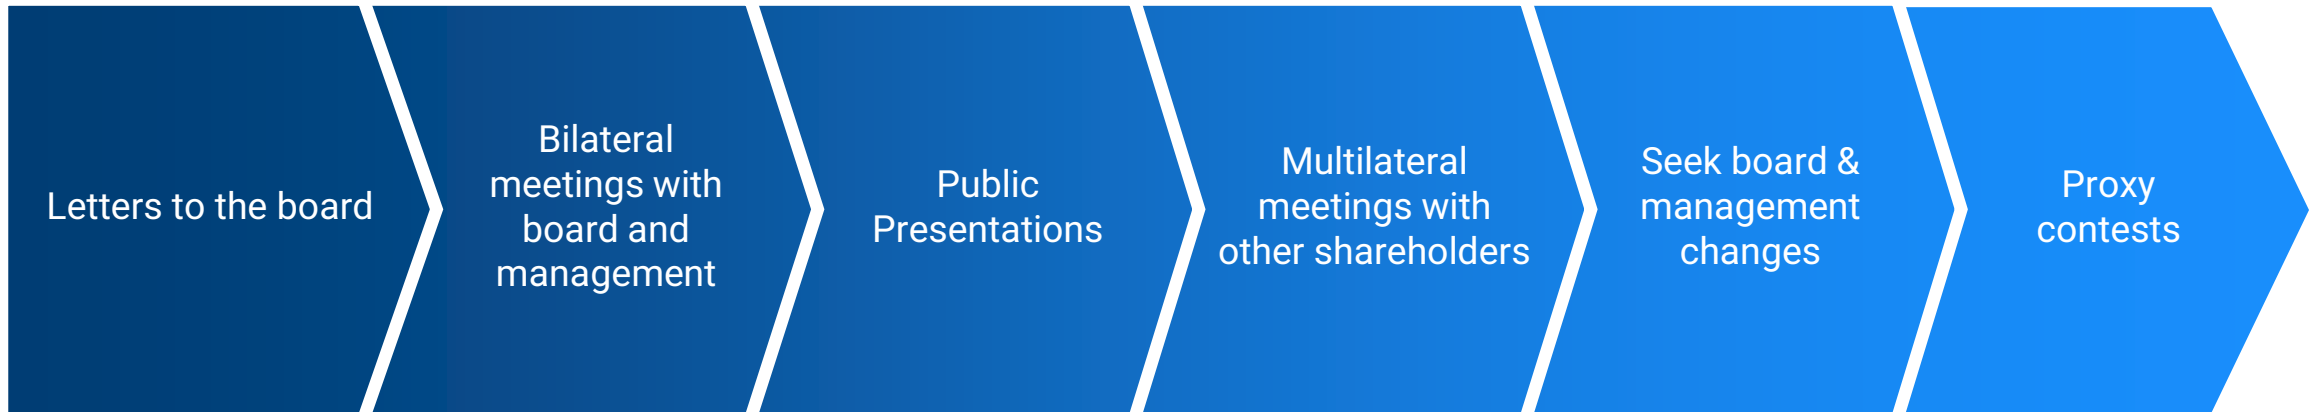 Letters to the board
Bilateral
meetings with
board and
management
Public
Presentations
Multilateral
meetings with
other shareholders
Seek board &
management
changes
Proxy
contests